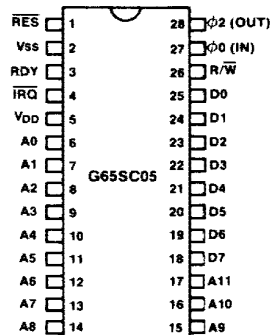 R̅E̅S̅ 1 28 ϕ2 (OUT)
VSS 2 27 ϕ0 (IN)
RDY 3 26 R/W̅
I̅R̅Q̅ 4 25 D0
VDD 5 24 D1
A0 6 23 D2
A1 7 22 D3
G65SC05
A2 8 21 D4
A3 9 20 D5
A4 10 19 D6
A5 11 18 D7
A6 12 17 A11
A7 13 16 A10
A8 14 15 A9